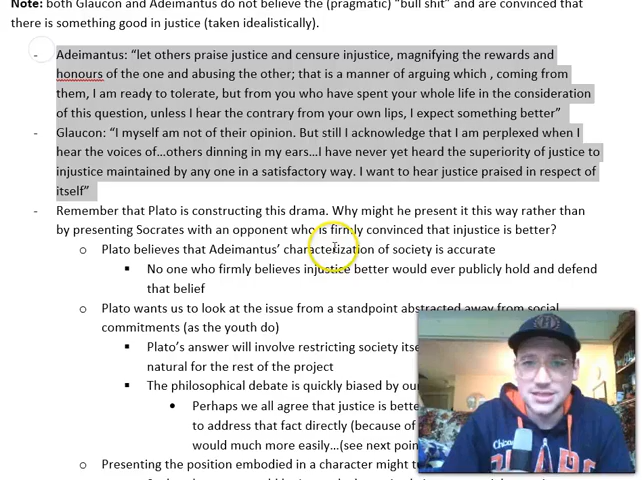 Note: both Glaucon and Adeimantus do not believe the (pragmatic) “bull shit” and are convinced that
there is something good in justice (taken idealistically).
- Adeimantus: “let others praise justice and censure injustice, magnifying the rewards and
honours of the one and abusing the other; that is a manner of arguing which , coming from
them, I am ready to tolerate, but from you who have spent your whole life in the consideration
of this question, unless I hear the contrary from your own lips, I expect something better”
- Glaucon: “I myself am not of their opinion. But still I acknowledge that I am perplexed when I
hear the voices of…others dinning in my ears…I have never yet heard the superiority of justice to
injustice maintained by any one in a satisfactory way. I want to hear justice praised in respect of
itself”
- Remember that Plato is constructing this drama. Why might he present it this way rather than
by presenting Socrates with an opponent who is firmly convinced that injustice is better?
o Plato believes that Adeimantus’ characterization of society is accurate
▪ No one who firmly believes injustice better would ever publicly hold and defend
that belief
o Plato wants us to look at the issue from a standpoint abstracted away from social
commitments (as the youth do)
▪ Plato’s answer will involve restricting society
natural for the rest of the project
▪ The philosophical debate is quickly biased by
• Perhaps we all agree that justice is
to address that fact directly (because of
would much more easily…(see next
o Presenting the position embodied in a character might